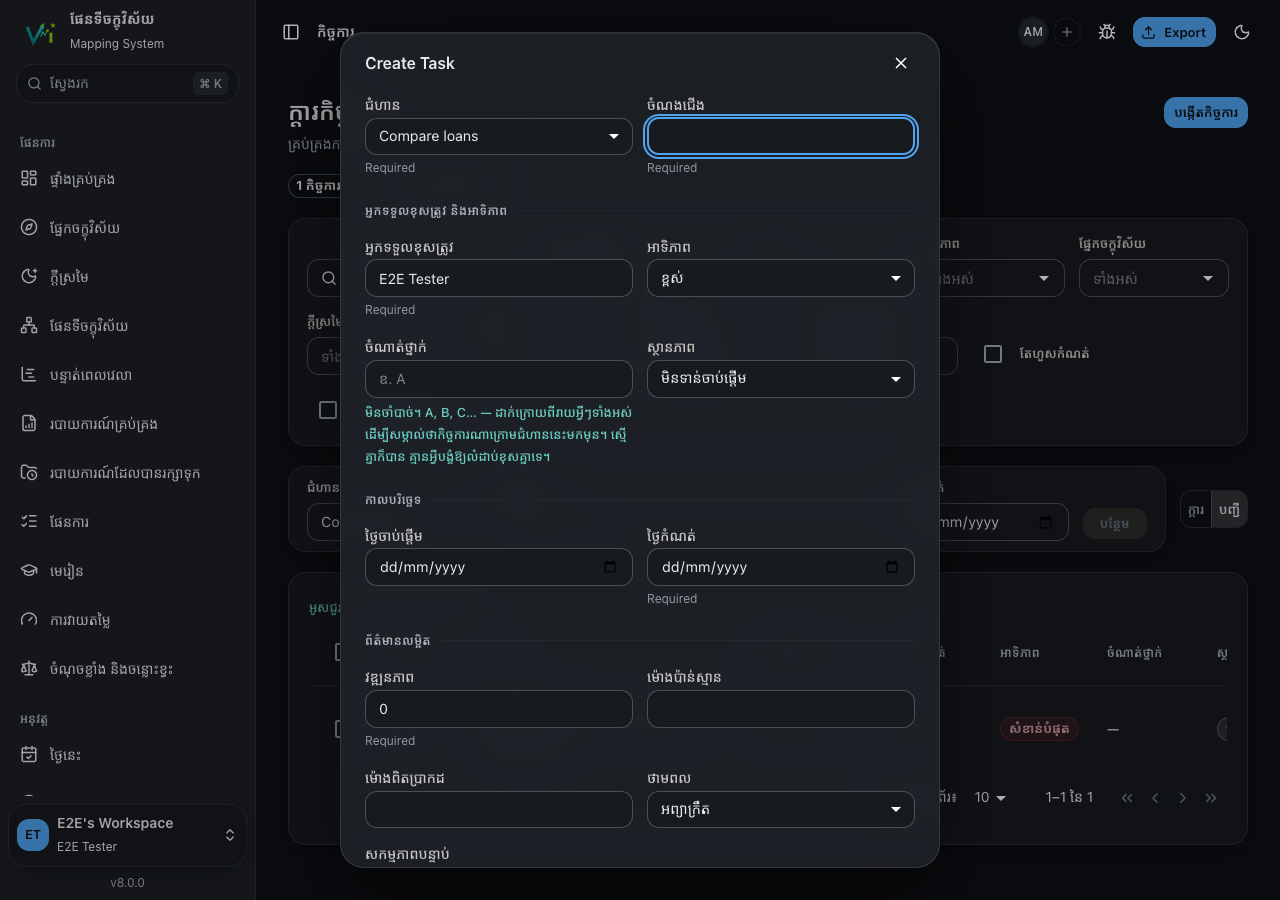 ផែនទីចក្ខុវិស័យ
Mapping System
ស្វែងរក
⌘ K
ផែនការ
ផ្ទាំងគ្រប់គ្រង
ផ្នែកចក្ខុវិស័យ
ក្ដីស្រមៃ
ផែនទីចក្ខុវិស័យ
បន្ទាត់ពេលវេលា
របាយការណ៍គ្រប់គ្រង
របាយការណ៍ដែលបានរក្សាទុក
ផែនការ
មេរៀន
ការវាយតម្លៃ
ចំណុចខ្លាំង និងចន្លោះខ្វះ
អនុវត្ត
ថ្ងៃនេះ
ET
E2E's Workspace
E2E Tester
v8.0.0
កិច្ចការ
AM
Export
បង្កើតកិច្ចការ
1 កិច្ចការ
ផ្នែកចក្ខុវិស័យ
ទាំងអស់
ក្ដីស្រមៃ
តែហួសកំណត់
ជំហាន
Co
mm/yyyy
បន្ថែម
ក្ដារ
បញ្ជី
អាទិភាព
ចំណាត់ថ្នាក់
សំខាន់បំផុត
—
10
1–1 នៃ 1
Create Task
ជំហាន
ចំណងជើង
Compare loans
Required
Required
អ្នកទទួលខុសត្រូវ និងអាទិភាព
អ្នកទទួលខុសត្រូវ
អាទិភាព
E2E Tester
ខ្ពស់
Required
ចំណាត់ថ្នាក់
ស្ថានភាព
ឧ. A
មិនទាន់ចាប់ផ្ដើម
មិនចាំបាច់។ A, B, C… — ដាក់ក្រោយពីរាយអ្វីៗទាំងអស់
ដើម្បីសម្គាល់ថាកិច្ចការណាក្រោមជំហាននេះមកមុន។ ស្មើ
គ្នាក៏បាន គ្មានអ្វីបង្ខំឱ្យលំដាប់ខុសគ្នាទេ។
កាលបរិច្ឆេទ
ថ្ងៃចាប់ផ្ដើម
ថ្ងៃកំណត់
dd/mm/yyyy
dd/mm/yyyy
Required
ព័ត៌មានលម្អិត
វឌ្ឍនភាព
ម៉ោងប៉ាន់ស្មាន
0
Required
ម៉ោងពិតប្រាកដ
ថាមពល
អព្យាក្រឹត
សកម្មភាពបន្ទាប់